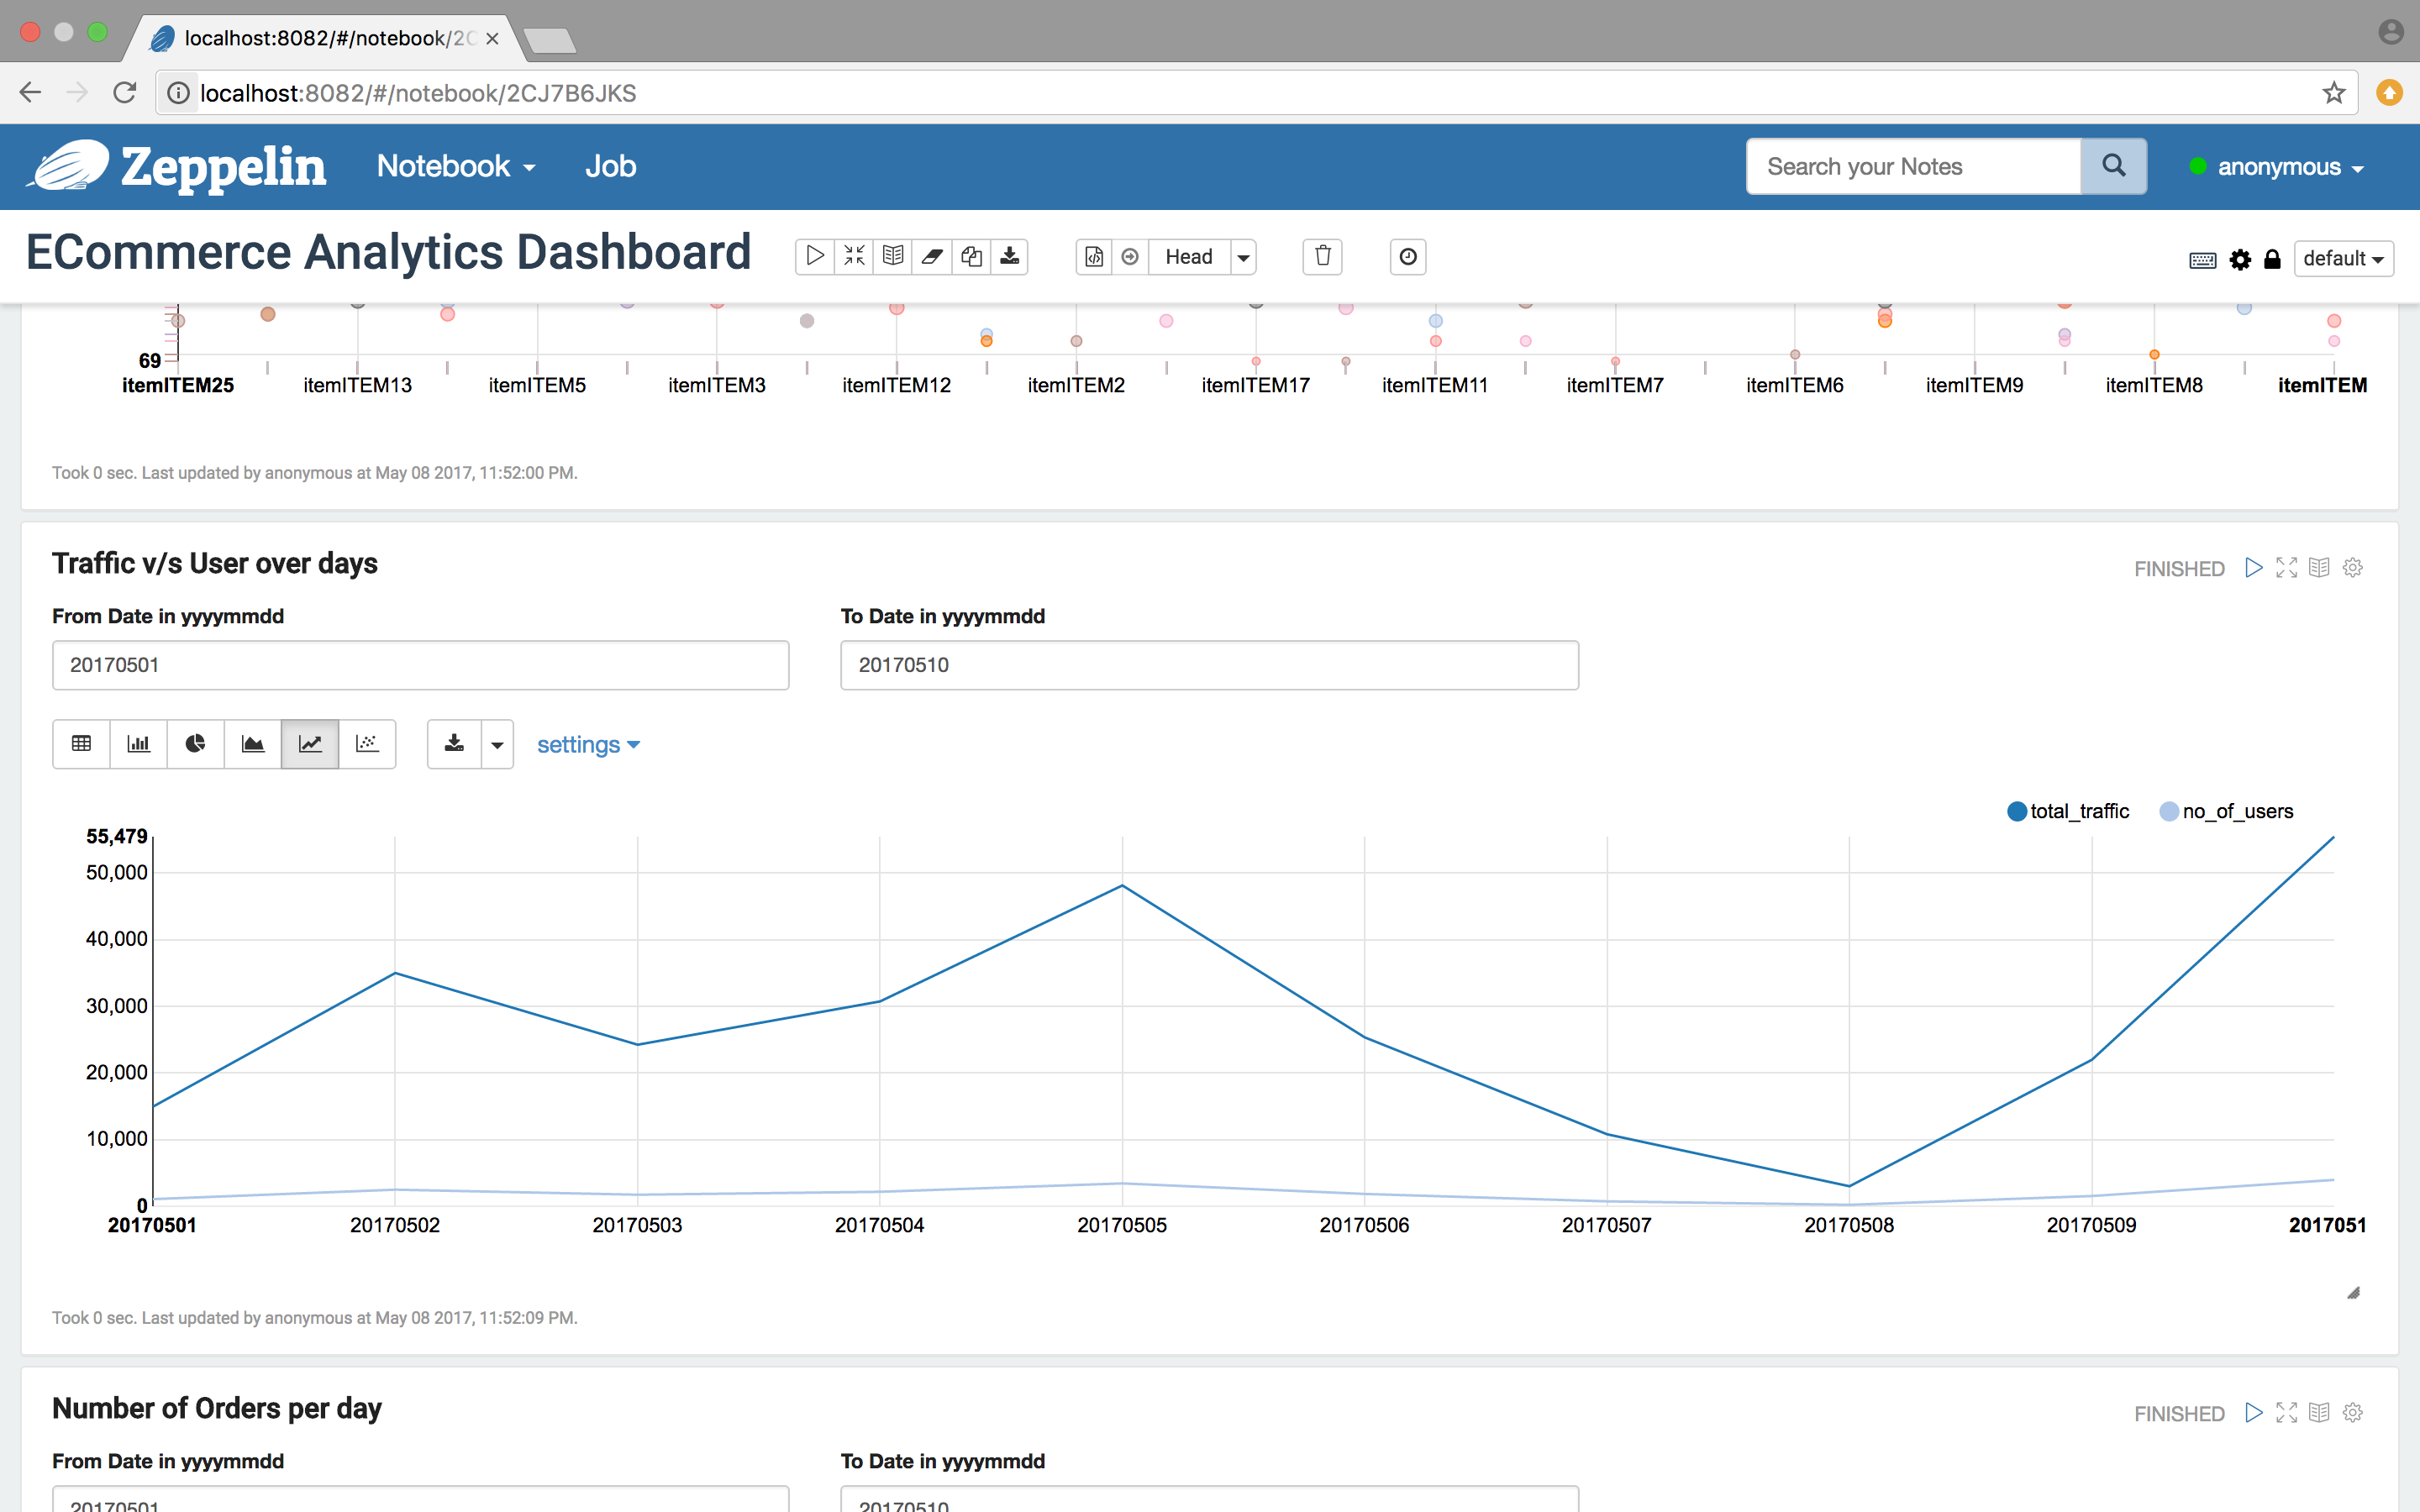 localhost:8082/#/notebook/2C
localhost:8082/#/notebook/2CJ7B6JKS
Zeppelin Notebook Job Search your Notes anonymous
ECommerce Analytics Dashboard Head default
69
itemITEM25 itemITEM13 itemITEM5 itemITEM3 itemITEM12 itemITEM2 itemITEM17 itemITEM11 itemITEM7 itemITEM6 itemITEM9 itemITEM8 itemITEM
Took 0 sec. Last updated by anonymous at May 08 2017, 11:52:00 PM.
Traffic v/s User over days FINISHED
From Date in yyyymmdd To Date in yyyymmdd
20170501 20170510
settings
total_traffic no_of_users
55,479
50,000
40,000
30,000
20,000
10,000
0
20170501 20170502 20170503 20170504 20170505 20170506 20170507 20170508 20170509 2017051
Took 0 sec. Last updated by anonymous at May 08 2017, 11:52:09 PM.
Number of Orders per day FINISHED
From Date in yyyymmdd To Date in yyyymmdd
20170501 20170510